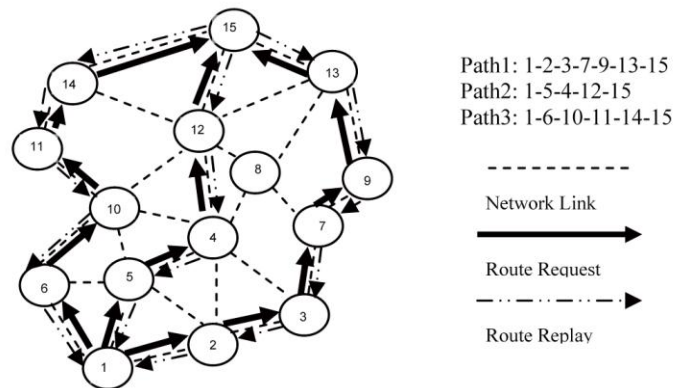 15
14
13
12
11
8
9
10
7
4
5
6
3
2
1
Path1: 1-2-3-7-9-13-15
Path2: 1-5-4-12-15
Path3: 1-6-10-11-14-15
Network Link
Route Request
Route Replay